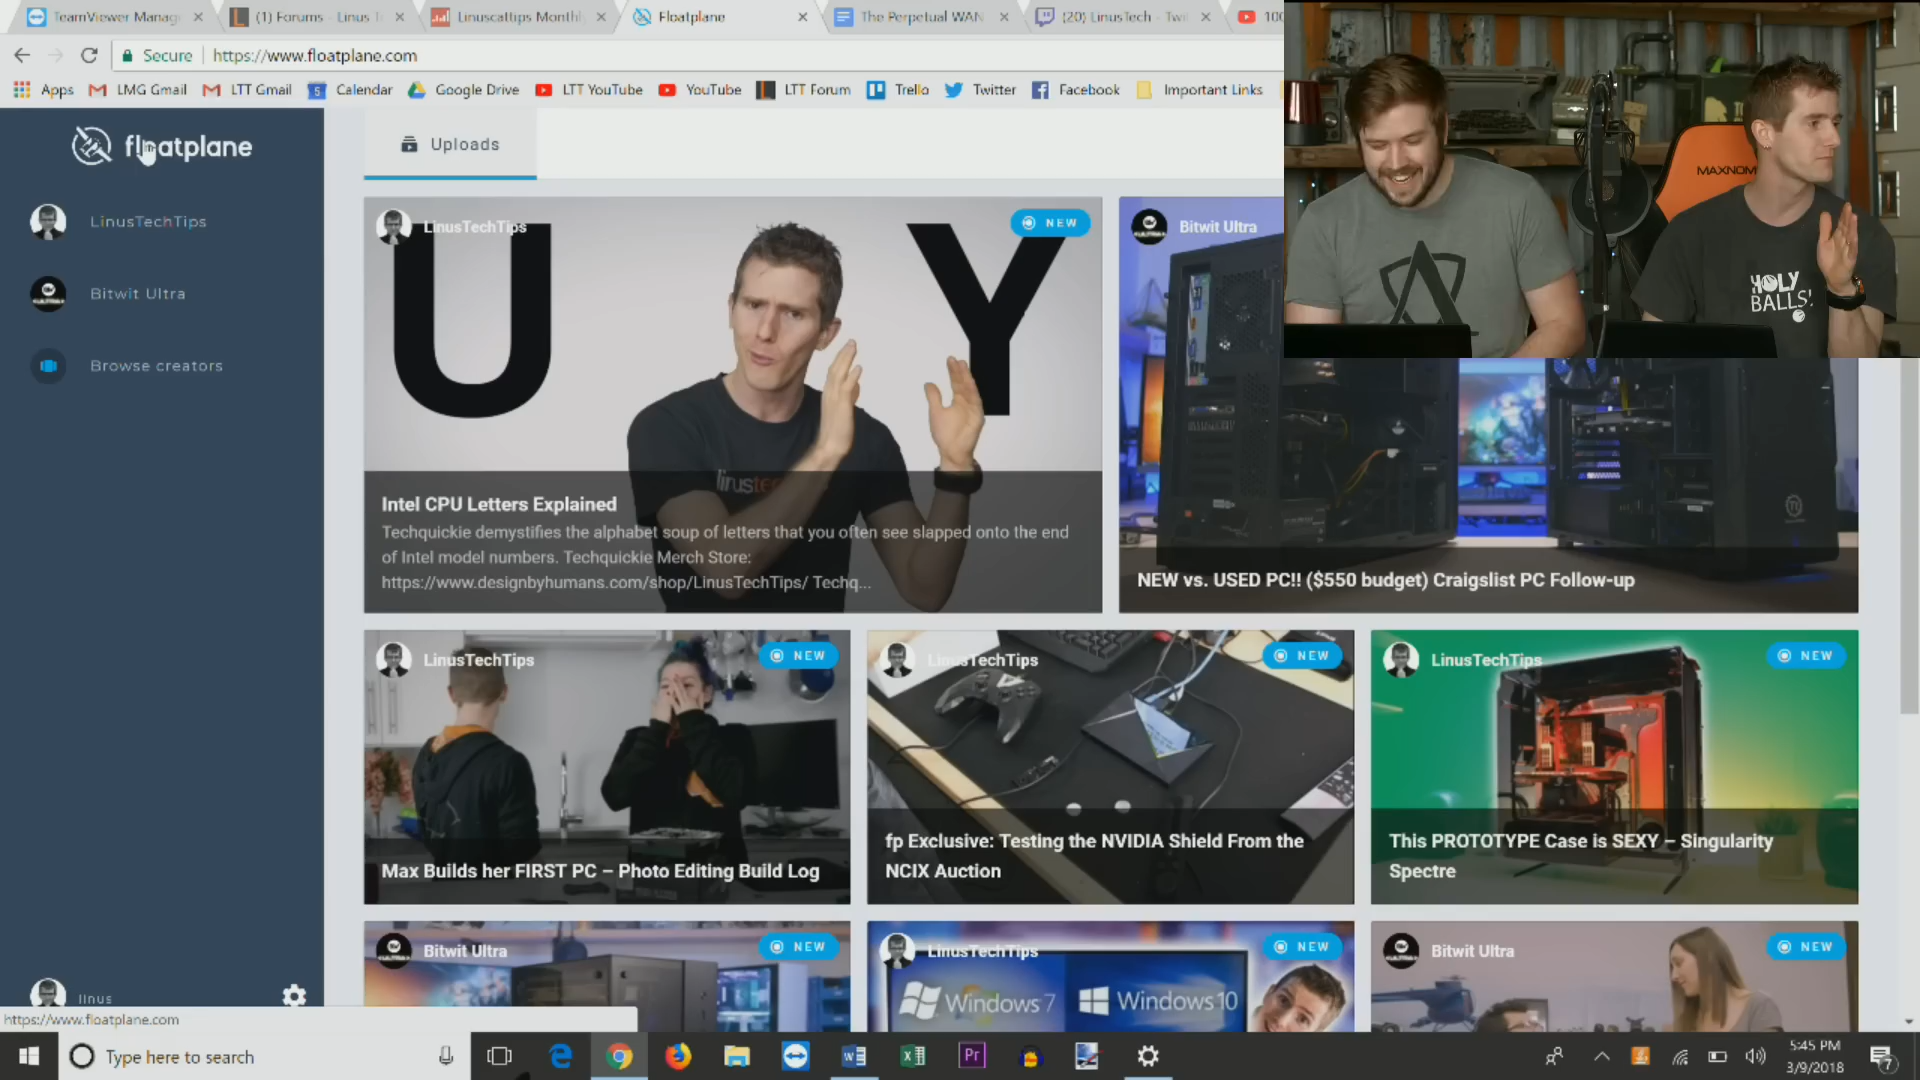 TeamViewer Manag
(1) Forums - Linus T
Linuscattips Monthl
Floatplane
The Perpetual WAN
(20) LinusTech - Twi
100
Secure
https://www.floatplane.com
Apps
LMG Gmail
LTT Gmail
Calendar
Google Drive
LTT YouTube
YouTube
LTT Forum
Trello
Twitter
Facebook
Important Links
floatplane
LinusTechTips
Bitwit Ultra
Browse creators
Uploads
MAXNOM
HOLY
BALLS!
U Y
LinusTechTips
NEW
Intel CPU Letters Explained
Techquickie demystifies the alphabet soup of letters that you often see slapped onto the end
of Intel model numbers. Techquickie Merch Store:
https://www.designbyhumans.com/shop/LinusTechTips/ Techq...
Bitwit Ultra
NEW vs. USED PC!! ($550 budget) Craigslist PC Follow-up
LinusTechTips
NEW
Max Builds her FIRST PC – Photo Editing Build Log
LinusTechTips
NEW
fp Exclusive: Testing the NVIDIA Shield From the
NCIX Auction
LinusTechTips
NEW
This PROTOTYPE Case is SEXY – Singularity
Spectre
Bitwit Ultra
NEW
LinusTechTips
NEW
Windows 7
Windows 10
Bitwit Ultra
NEW
linus
https://www.floatplane.com
Type here to search
Pr
5:45 PM
3/9/2018
7